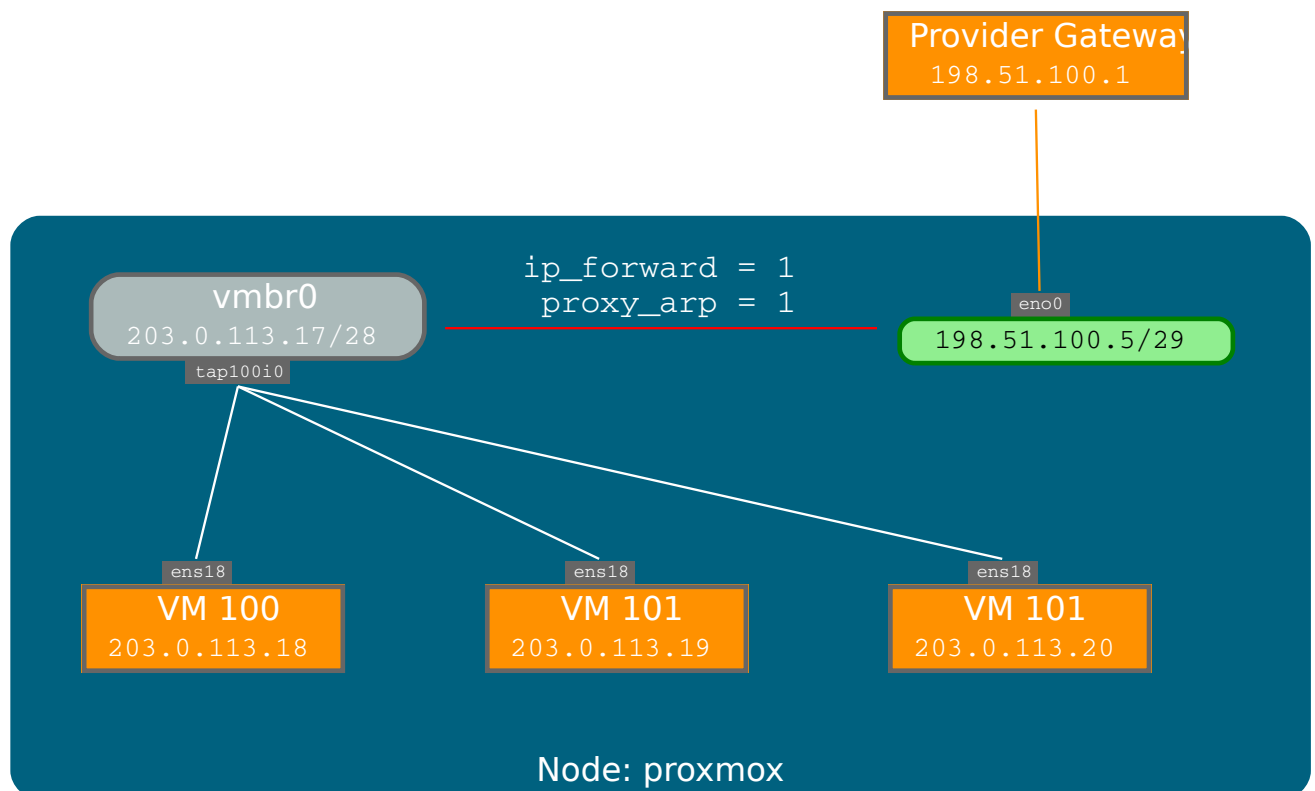 Provider Gateway
198.51.100.1
ip_forward = 1
proxy_arp = 1
vmbr0
203.0.113.17/28
tap100i0
eno0
198.51.100.5/29
ens18
VM 100
203.0.113.18
ens18
VM 101
203.0.113.19
ens18
VM 101
203.0.113.20
Node: proxmox